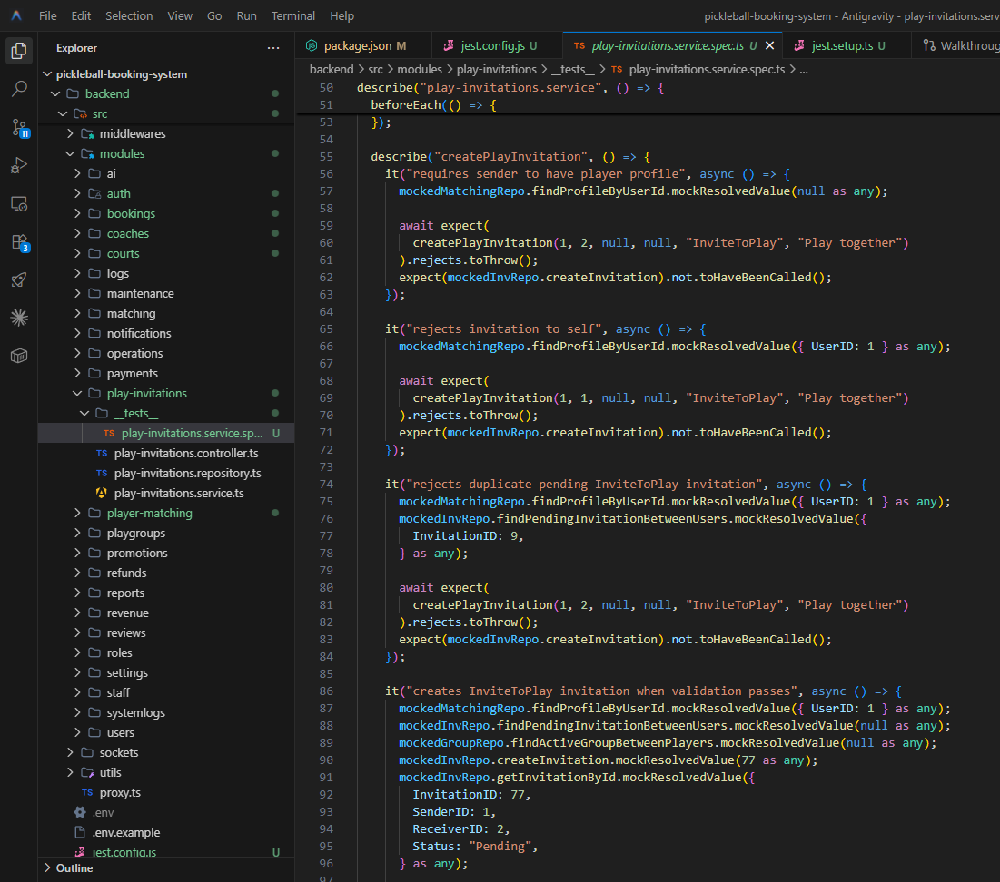 File Edit Selection View Go Run Terminal Help
pickleball-booking-system - Antigravity - play-invitations.serv
Explorer ...
pickleball-booking-system
backend
src
middlewares
modules
ai
auth
bookings
coaches
courts
logs
maintenance
matching
notifications
operations
payments
play-invitations
__tests__
TS play-invitations.service.sp... U
TS play-invitations.controller.ts
TS play-invitations.repository.ts
play-invitations.service.ts
player-matching
playgroups
promotions
refunds
reports
revenue
reviews
roles
settings
staff
systemlogs
users
sockets
utils
TS proxy.ts
.env
.env.example
jest.config.js U
Outline
11
3
package.json M
jest.config.js U
TS play-invitations.service.spec.ts U ×
jest.setup.ts U
Walkthroug
backend > src > modules > play-invitations > __tests__ > TS play-invitations.service.spec.ts > ...
50 describe("play-invitations.service", () => {
51 beforeEach(() => {
53 });
54
55 describe("createPlayInvitation", () => {
56 it("requires sender to have player profile", async () => {
57 mockedMatchingRepo.findProfileByUserId.mockResolvedValue(null as any);
58
59 await expect(
60 createPlayInvitation(1, 2, null, null, "InviteToPlay", "Play together")
61 ).rejects.toThrow();
62 expect(mockedInvRepo.createInvitation).not.toHaveBeenCalled();
63 });
64
65 it("rejects invitation to self", async () => {
66 mockedMatchingRepo.findProfileByUserId.mockResolvedValue({ UserID: 1 } as any);
67
68 await expect(
69 createPlayInvitation(1, 1, null, null, "InviteToPlay", "Play together")
70 ).rejects.toThrow();
71 expect(mockedInvRepo.createInvitation).not.toHaveBeenCalled();
72 });
73
74 it("rejects duplicate pending InviteToPlay invitation", async () => {
75 mockedMatchingRepo.findProfileByUserId.mockResolvedValue({ UserID: 1 } as any);
76 mockedInvRepo.findPendingInvitationBetweenUsers.mockResolvedValue({
77 InvitationID: 9,
78 } as any);
79
80 await expect(
81 createPlayInvitation(1, 2, null, null, "InviteToPlay", "Play together")
82 ).rejects.toThrow();
83 expect(mockedInvRepo.createInvitation).not.toHaveBeenCalled();
84 });
85
86 it("creates InviteToPlay invitation when validation passes", async () => {
87 mockedMatchingRepo.findProfileByUserId.mockResolvedValue({ UserID: 1 } as any);
88 mockedInvRepo.findPendingInvitationBetweenUsers.mockResolvedValue(null as any);
89 mockedGroupRepo.findActiveGroupBetweenPlayers.mockResolvedValue(null as any);
90 mockedInvRepo.createInvitation.mockResolvedValue(77 as any);
91 mockedInvRepo.getInvitationById.mockResolvedValue({
92 InvitationID: 77,
93 SenderID: 1,
94 ReceiverID: 2,
95 Status: "Pending",
96 } as any);
97